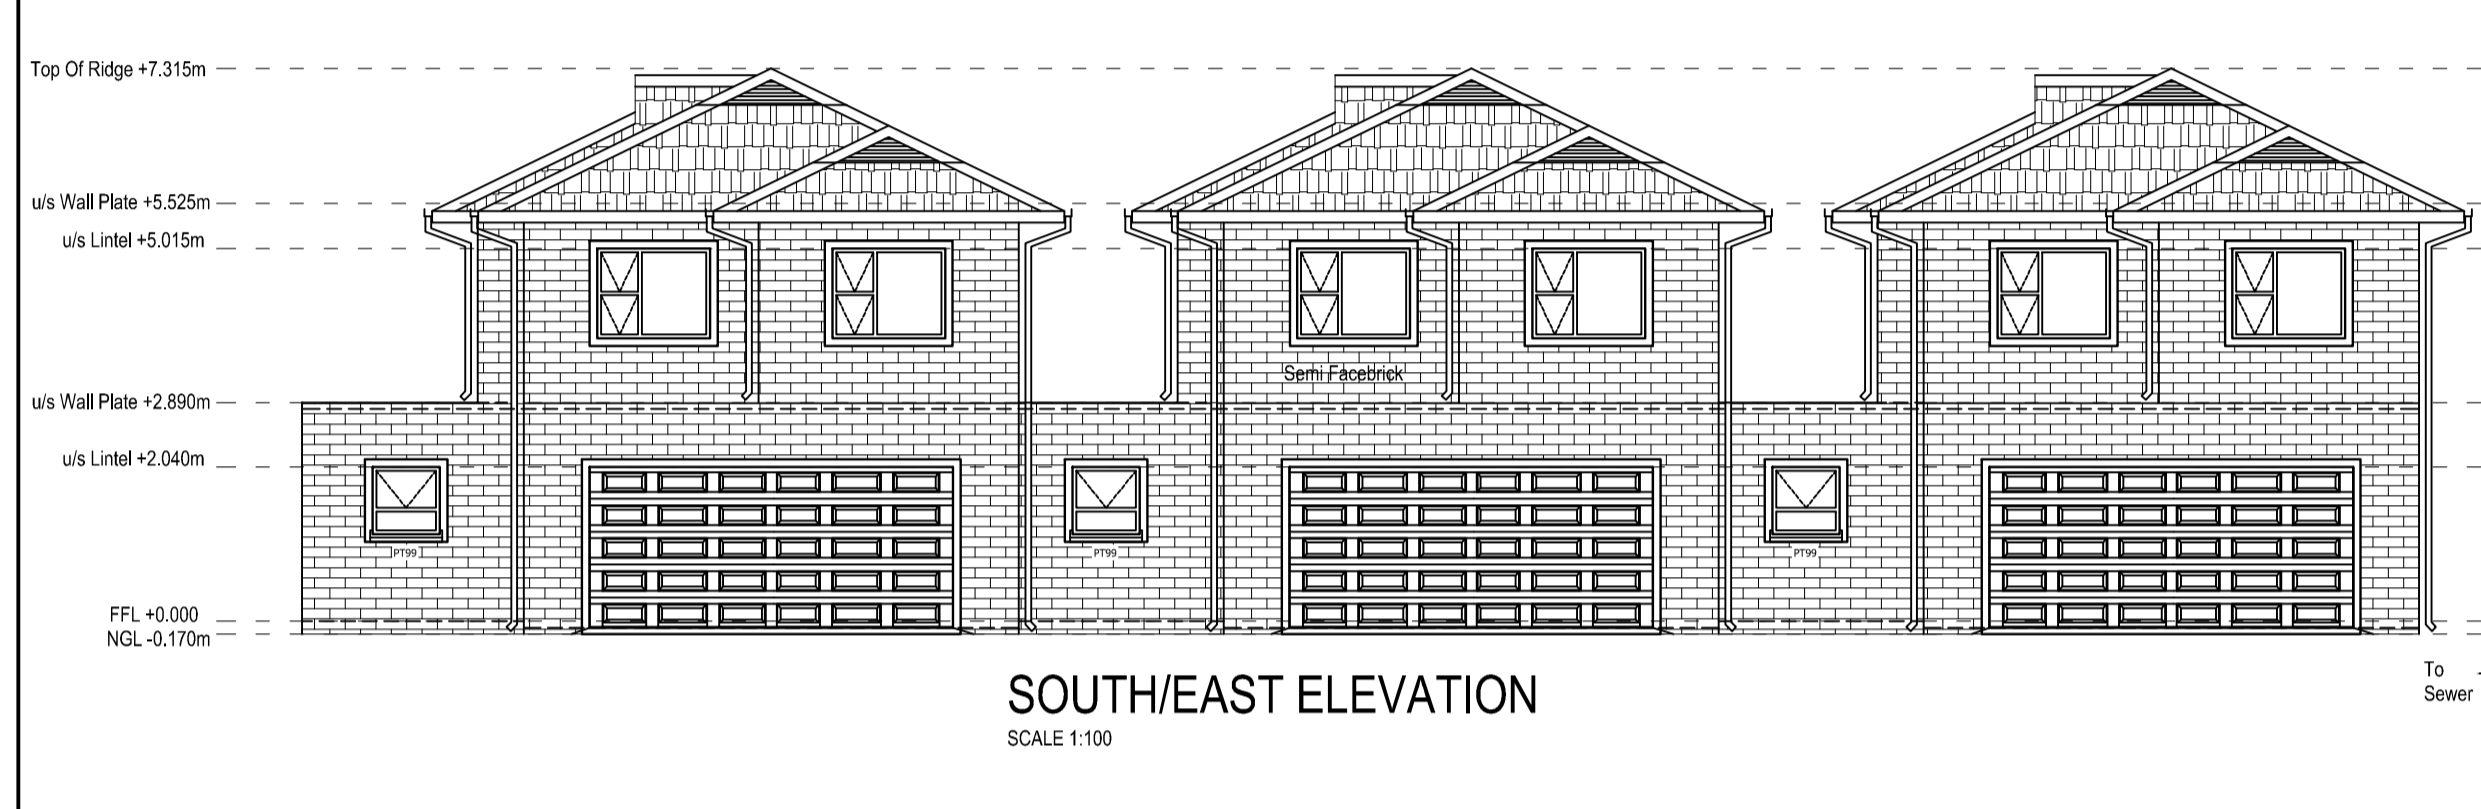 Top Of Ridge +7.315m
u/s Wall Plate +5.525m
u/s Lintel +5.015m
Semi Facebrick
u/s Wall Plate +2.890m
u/s Lintel +2.040m
PT99
PT99
PT99
FFL +0.000
NGL -0.170m
To
Sewer
SOUTH/EAST ELEVATION
SCALE 1:100